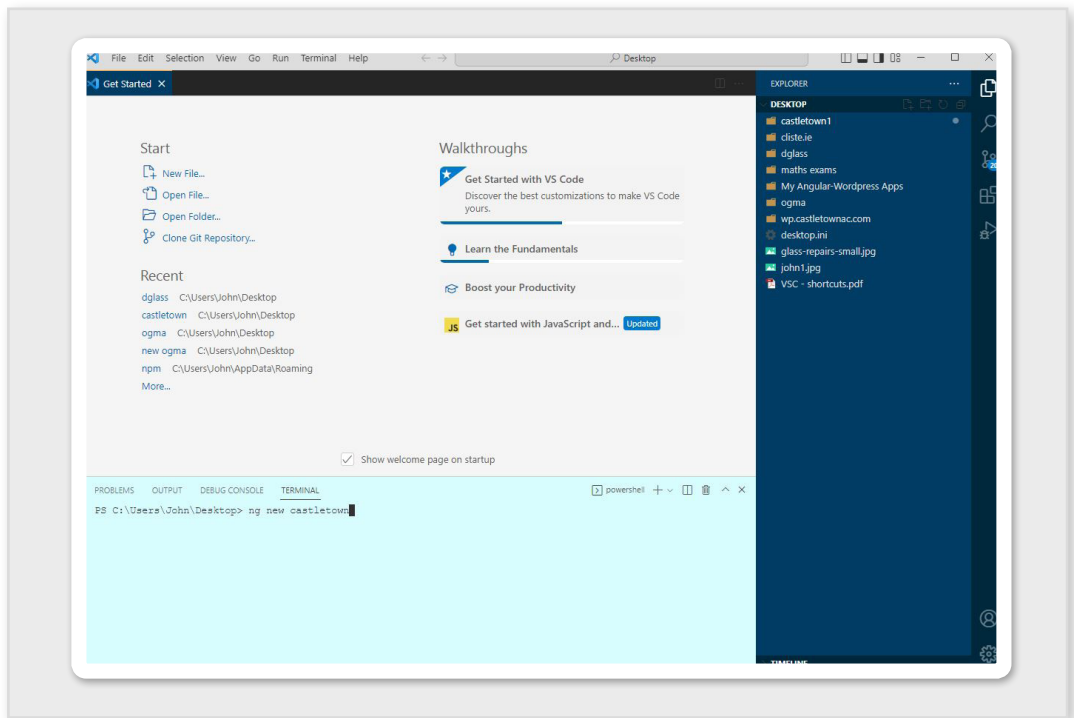 File Edit Selection View Go Run Terminal Help
Desktop
Get Started
Start
New File...
Open File...
Open Folder...
Clone Git Repository...
Recent
dglass C:\Users\John\Desktop
castletown C:\Users\John\Desktop
ogma C:\Users\John\Desktop
new ogma C:\Users\John\Desktop
npm C:\Users\John\AppData\Roaming
More...
Walkthroughs
Get Started with VS Code
Discover the best customizations to make VS Code
yours.
Learn the Fundamentals
Boost your Productivity
JS Get started with JavaScript and... Updated
Show welcome page on startup
PROBLEMS OUTPUT DEBUG CONSOLE TERMINAL
powershell
PS C:\Users\John\Desktop> ng new castletown
EXPLORER
DESKTOP
castletown1
cliste.ie
dglass
maths exams
My Angular-Wordpress Apps
ogma
wp.castletownac.com
desktop.ini
glass-repairs-small.jpg
john1.jpg
VSC - shortcuts.pdf
TIMELINE